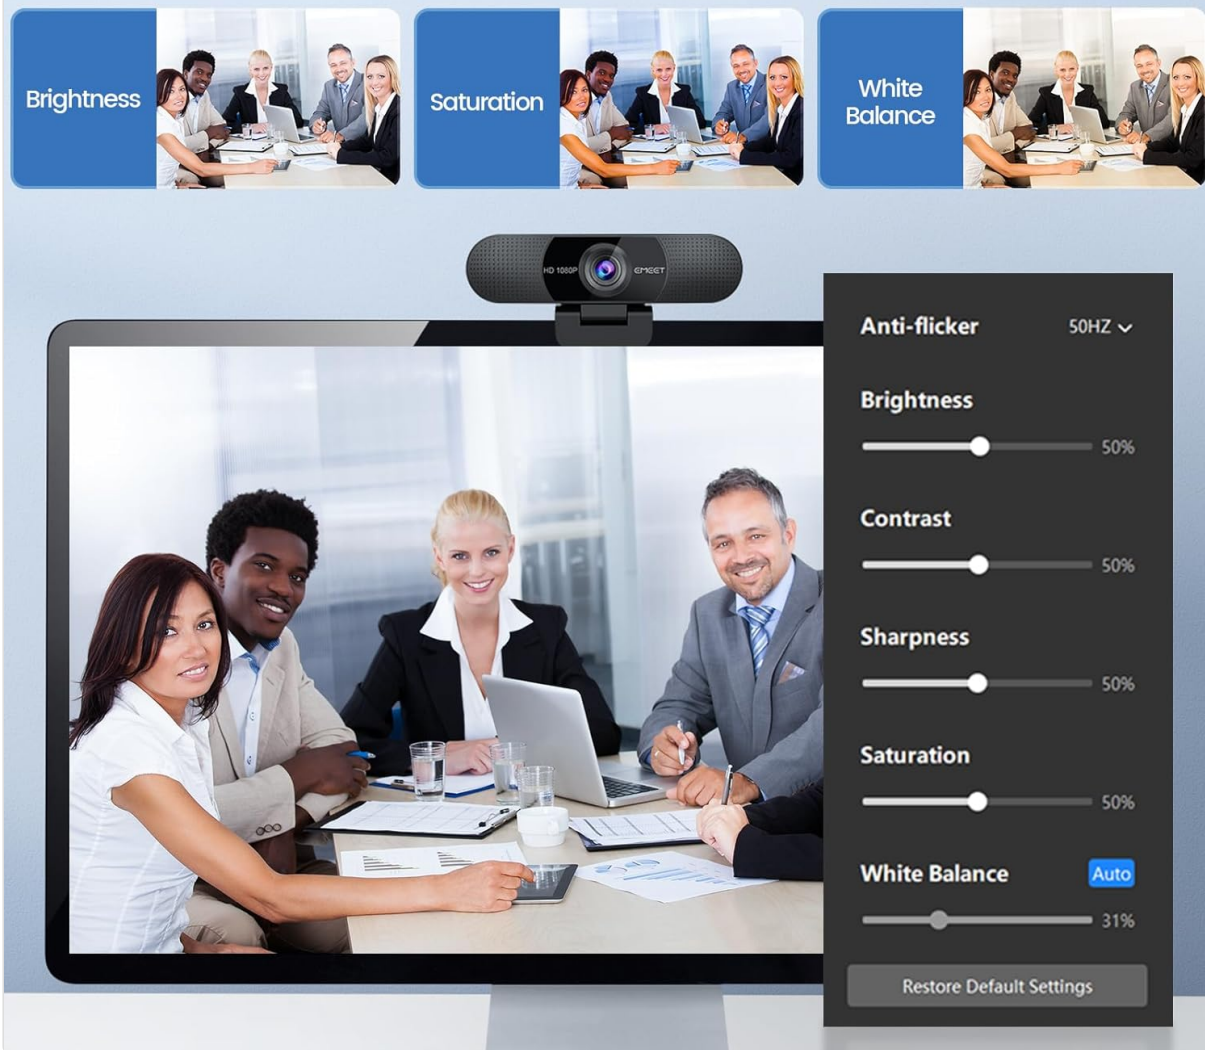 Brightness
Saturation
White
Balance
HD 1080P
EMEET
Anti-flicker
50HZ
Brightness
50%
Contrast
50%
Sharpness
50%
Saturation
50%
White Balance
Auto
31%
Restore Default Settings